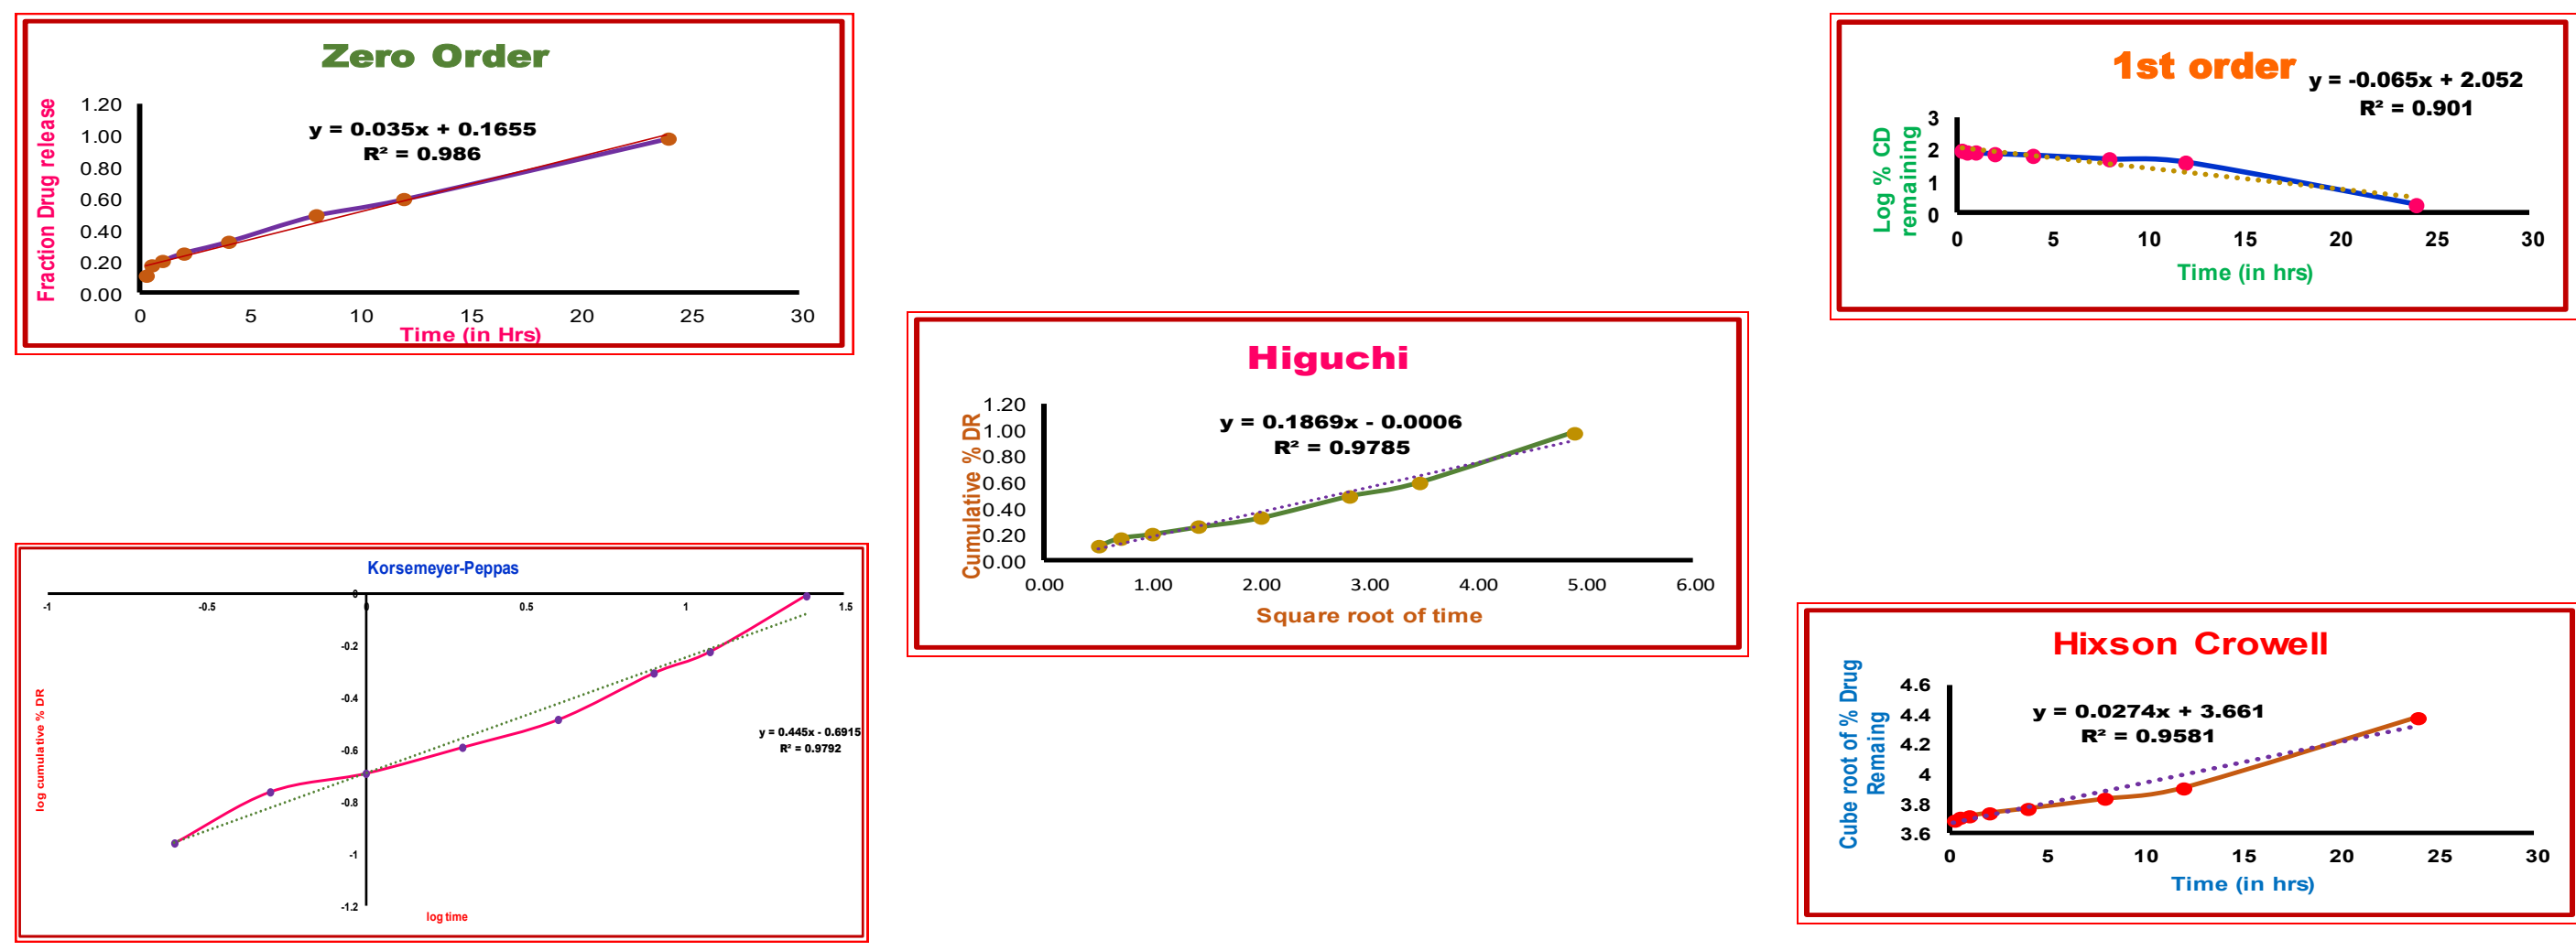 Zero Order
Fraction Drug release
1.20
1.00
0.80
0.60
0.40
0.20
0.00
y = 0.035x + 0.1655
R² = 0.986
0 5 10 15 20 25 30
Time (in Hrs)
1st order
y = -0.065x + 2.052
R² = 0.901
Log % CD
remaining
3
2
1
0
0 5 10 15 20 25 30
Time (in hrs)
Higuchi
Cumulative % DR
1.20
1.00
0.80
0.60
0.40
0.20
0.00
y = 0.1869x - 0.0006
R² = 0.9785
0.00 1.00 2.00 3.00 4.00 5.00 6.00
Square root of time
Korsemeyer-Peppas
0
-1 -0.5 0 0.5 1 1.5
-0.2
-0.4
-0.6
-0.8
-1
-1.2
log cumulative % DR
y = 0.445x - 0.6915
R² = 0.9792
log time
Hixson Crowell
Cube root of % Drug
Remaing
4.6
4.4
4.2
4
3.8
3.6
y = 0.0274x + 3.661
R² = 0.9581
0 5 10 15 20 25 30
Time (in hrs)